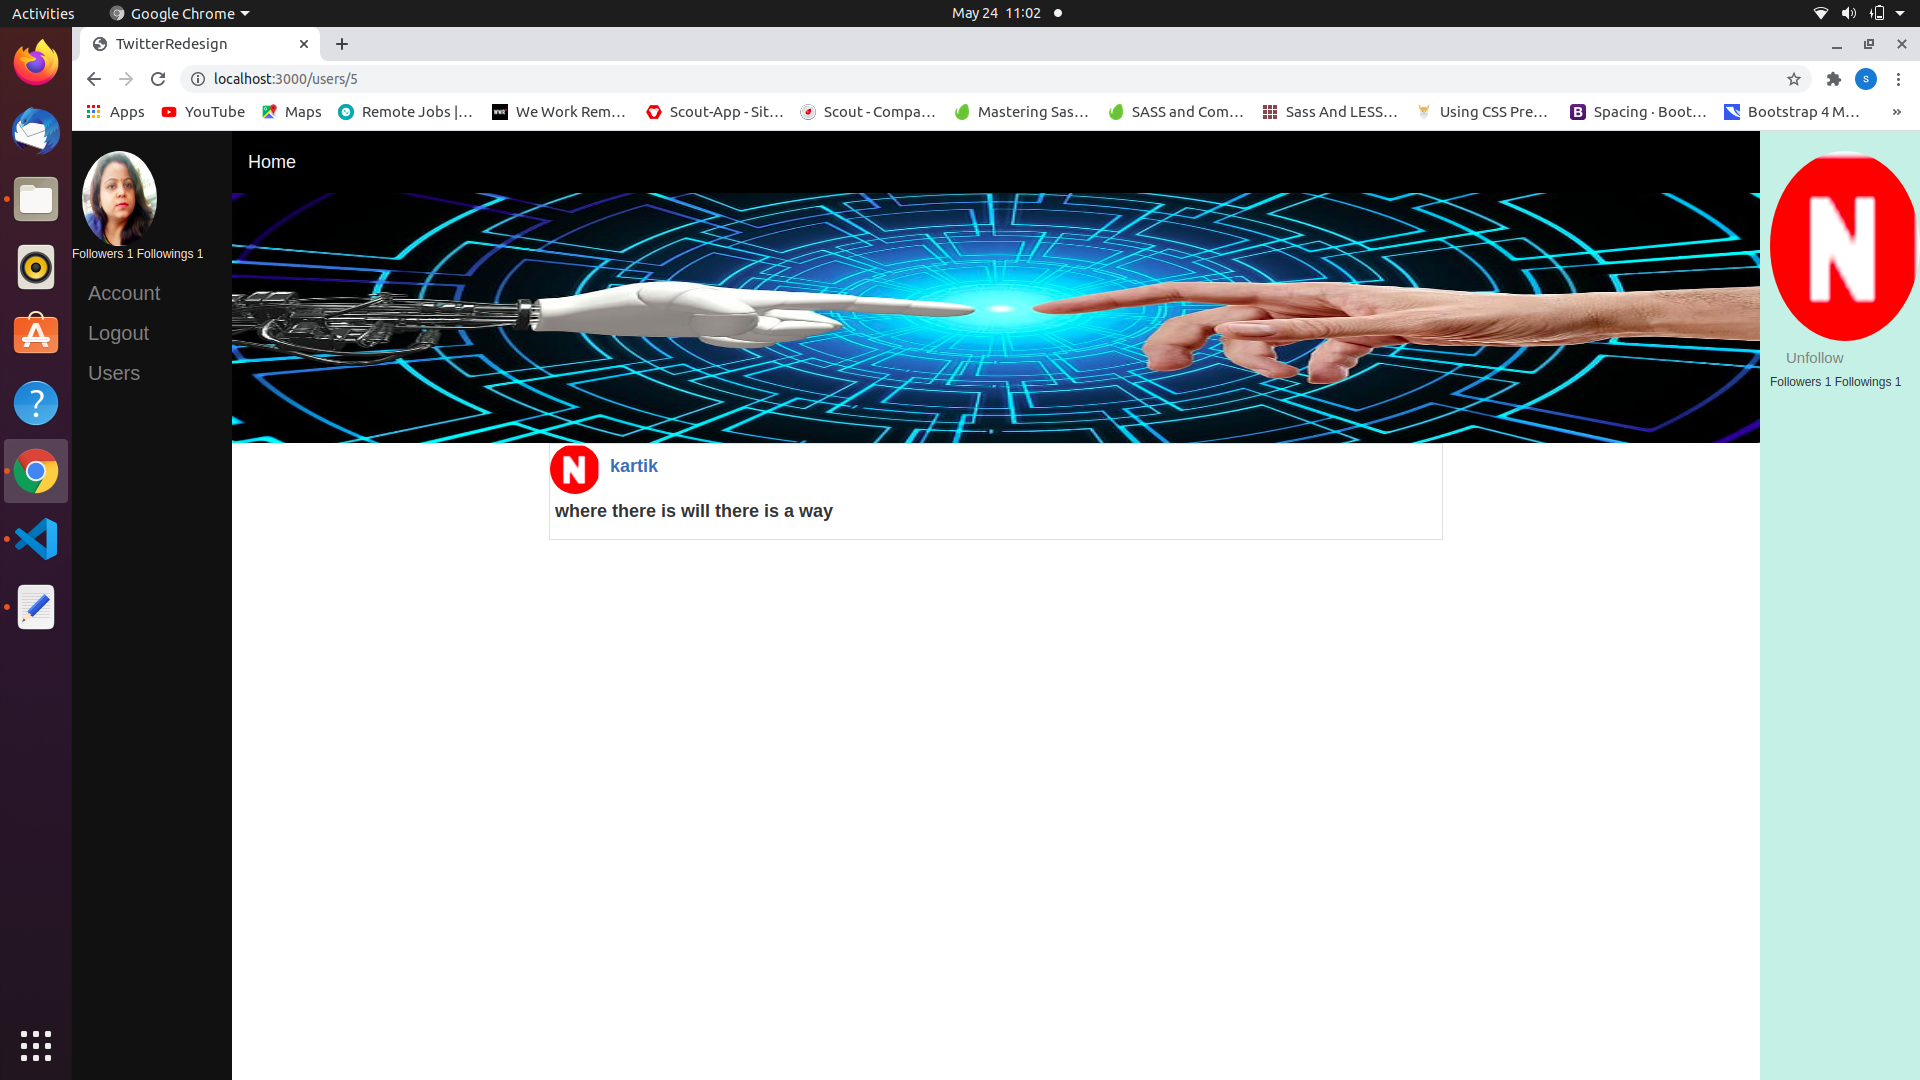 Activities Google Chrome May 24 11:02
TwitterRedesign
localhost:3000/users/5 s
Apps YouTube Maps Remote Jobs |... WWR We Work Rem... Scout-App - Sit... Scout - Compa... Mastering Sas... SASS and Com... Sass And LESS... Using CSS Pre... B Spacing · Boot... Bootstrap 4 M... »
Home
Followers 1 Followings 1
Account
Logout
Users
N
kartik
where there is will there is a way
N
Unfollow
Followers 1 Followings 1